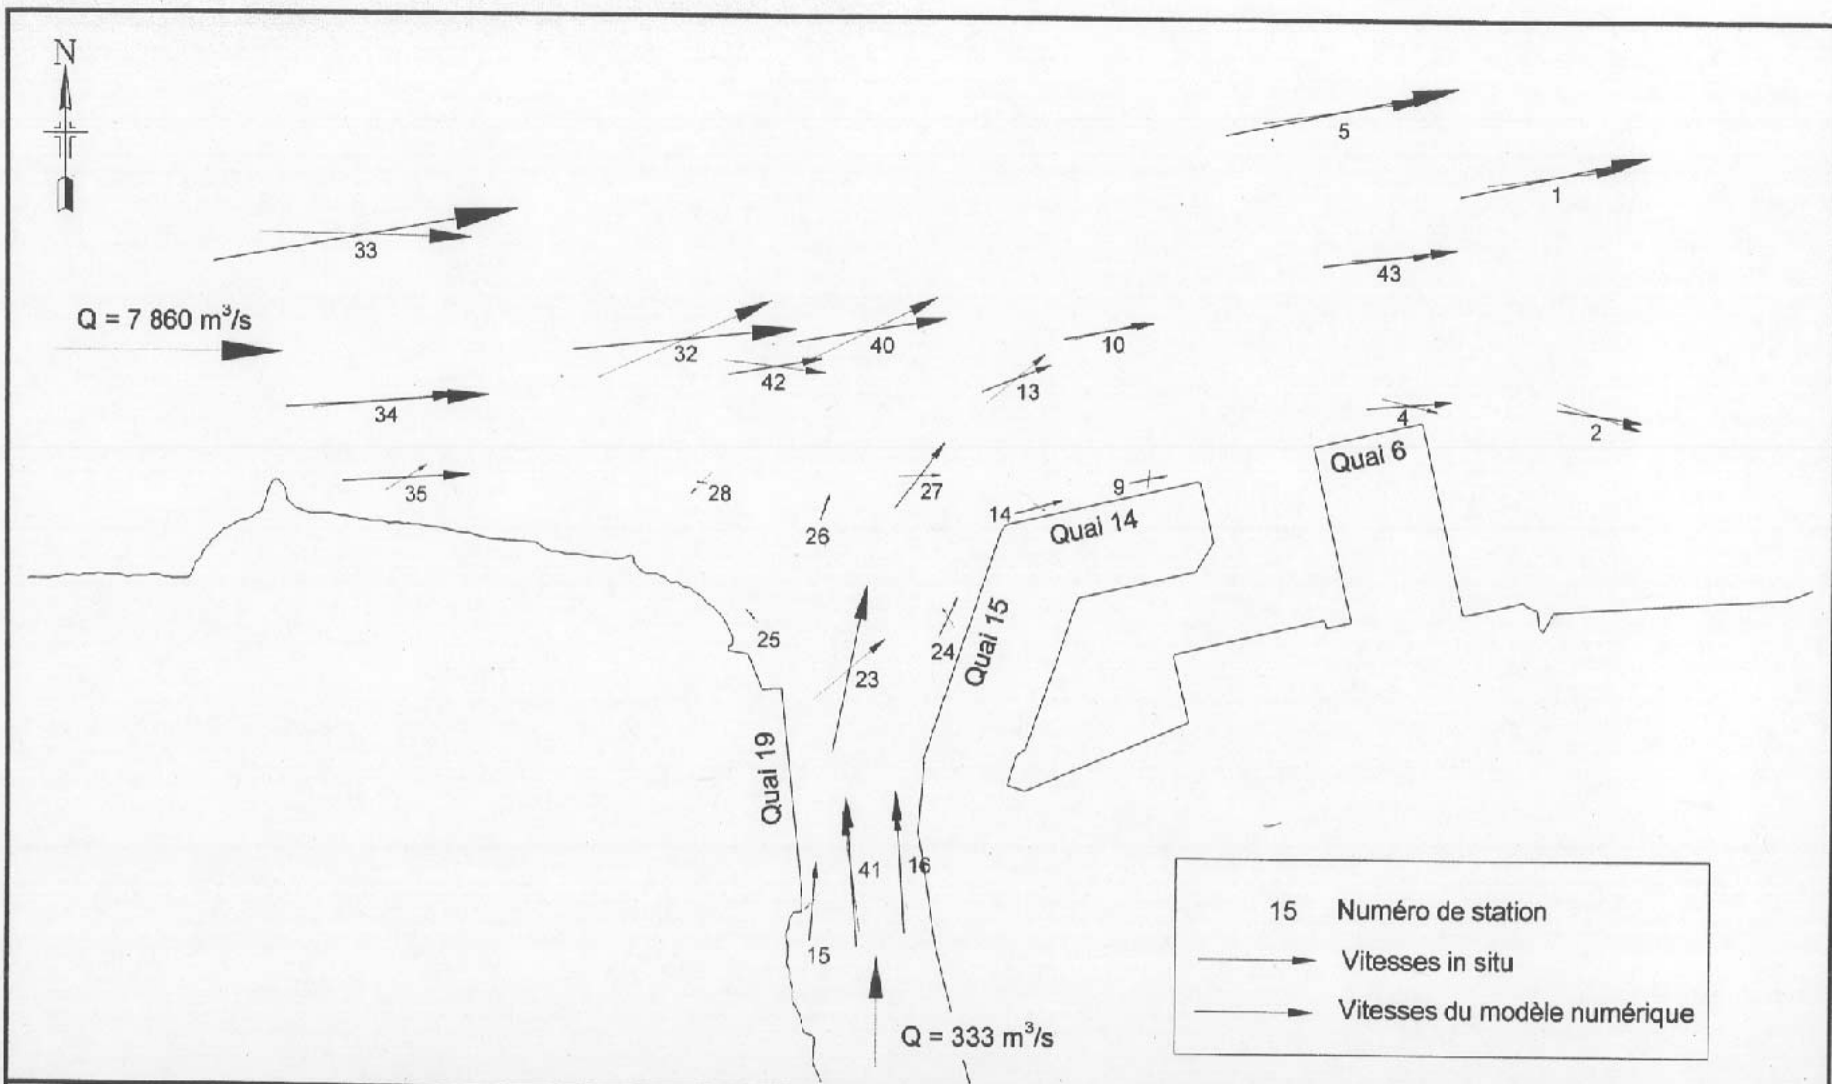 N
5
1
33
43
Q = 7 860 m³/s
32
40
10
42
13
34
4
2
Quai 6
35
28
27
9
14
26
Quai 14
25
24
Quai 15
23
Quai 19
41
16
15
Q = 333 m³/s
15 Numéro de station
Vitesses in situ
Vitesses du modèle numérique